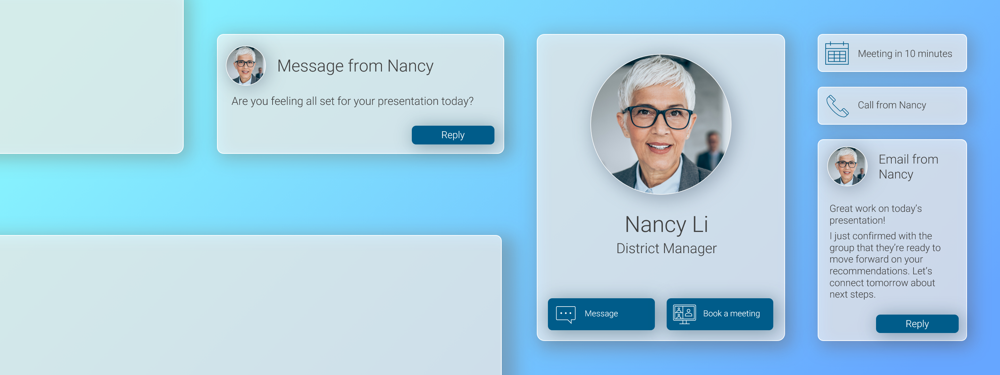 Message from Nancy
Are you feeling all set for your presentation today?
Reply
Nancy Li
District Manager
Message
Book a meeting
Meeting in 10 minutes
Call from Nancy
Email from
Nancy
Great work on today’s
presentation!
I just confirmed with the
group that they’re ready to
move forward on your
recommendations. Let’s
connect tomorrow about
next steps.
Reply